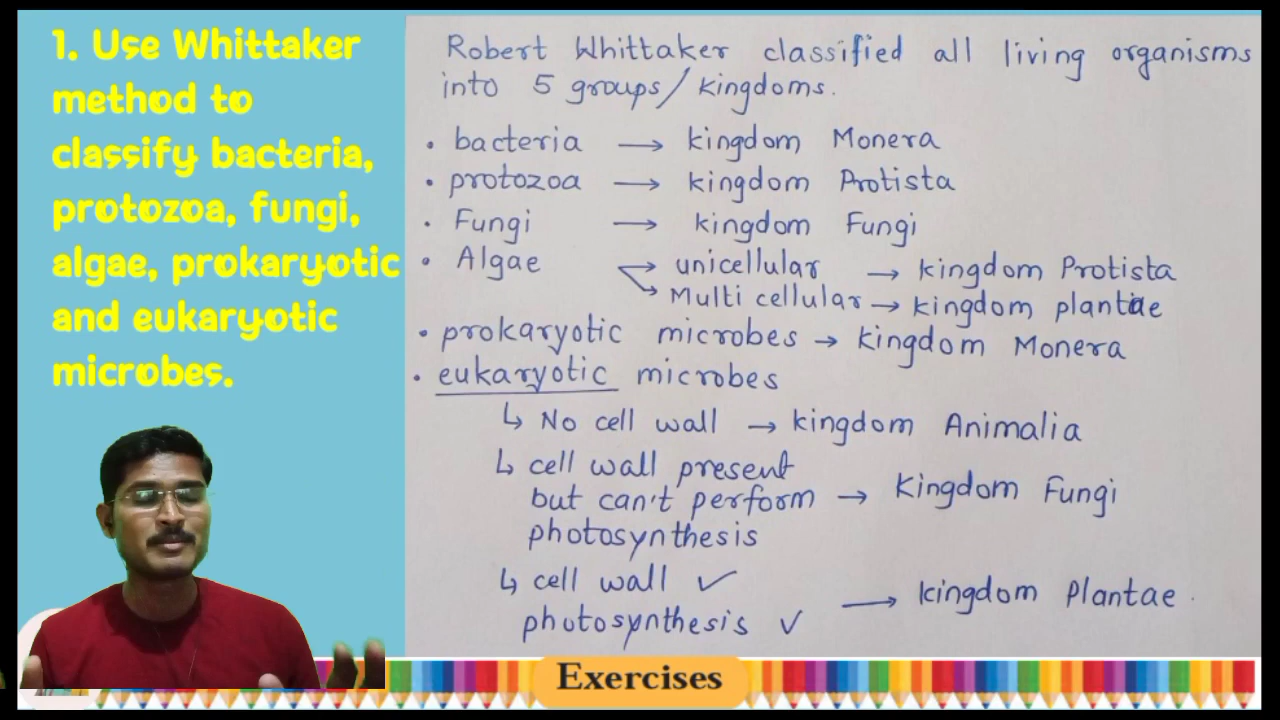 1. Use Whittaker
method to
classify bacteria,
protozoa, fungi,
algae, prokaryotic
and eukaryotic
microbes.
Robert Whittaker classified all living organisms
into 5 groups/kingdoms.
• bacteria → kingdom Monera
• protozoa → kingdom Protista
• Fungi → kingdom Fungi
• Algae → unicellular → kingdom Protista
→ Multi cellular → kingdom plantae
• prokaryotic microbes → kingdom Monera
• eukaryotic microbes
↳ No cell wall → kingdom Animalia
↳ cell wall present
but can't perform → Kingdom Fungi
photosynthesis
↳ cell wall ✓
photosynthesis ✓ → kingdom Plantae.
Exercises